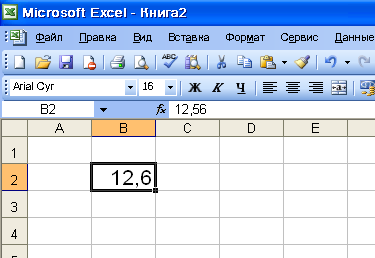 Microsoft Excel - Книга2
Файл Правка Вид Вставка Формат Сервис Данные
Arial Cyr 16 Ж К Ч
B2 fx 12,56
A B C D E
1
2 12,6
3
4